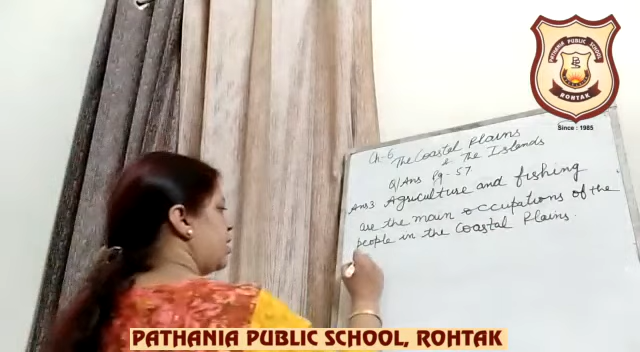 PATHANIA PUBLIC SCHOOL
ROHTAK
Since : 1985
Ch-6 The Coastal Plains
& The Islands
Q/Ans Pg-57
Ans3 Agriculture and fishing
are the main occupations of the
people in the Coastal Plains.
PATHANIA PUBLIC SCHOOL, ROHTAK